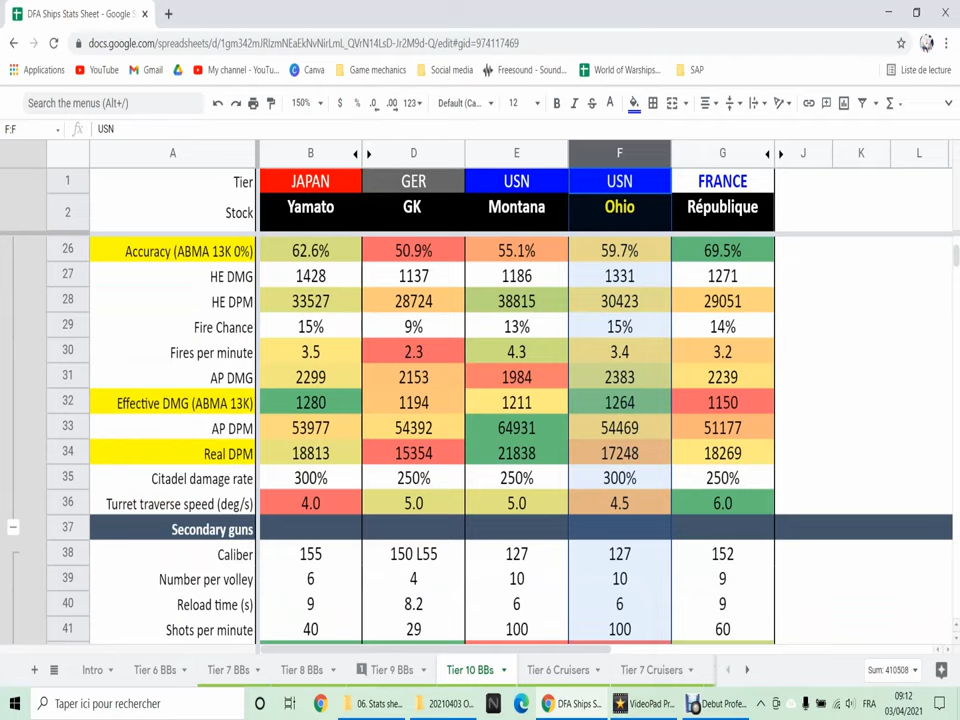 DFA Ships Stats Sheet - Google S
docs.google.com/spreadsheets/d/1gm342mJRIzmNEaEkNvNirLmL_QVrN14LsD-Jr2M9d-Q/edit#gid=974117469
Applications YouTube Gmail My channel - YouTu... Canva Game mechanics Social media Freesound - Soun... World of Warships... SAP Liste de lecture
Search the menus (Alt+/) 150% $ % .0 .00 123 Default (Ca... 12 B I S A
F:F fx USN
A B D E F G J K L
1 Tier JAPAN GER USN USN FRANCE
2 Stock Yamato GK Montana Ohio République
26 Accuracy (ABMA 13K 0%) 62.6% 50.9% 55.1% 59.7% 69.5%
27 HE DMG 1428 1137 1186 1331 1271
28 HE DPM 33527 28724 38815 30423 29051
29 Fire Chance 15% 9% 13% 15% 14%
30 Fires per minute 3.5 2.3 4.3 3.4 3.2
31 AP DMG 2299 2153 1984 2383 2239
32 Effective DMG (ABMA 13K) 1280 1194 1211 1264 1150
33 AP DPM 53977 54392 64931 54469 51177
34 Real DPM 18813 15354 21838 17248 18269
35 Citadel damage rate 300% 250% 250% 300% 250%
36 Turret traverse speed (deg/s) 4.0 5.0 5.0 4.5 6.0
37 Secondary guns
38 Caliber 155 150 L55 127 127 152
39 Number per volley 6 4 10 10 9
40 Reload time (s) 9 8.2 6 6 9
41 Shots per minute 40 29 100 100 60
Intro Tier 6 BBs Tier 7 BBs Tier 8 BBs 1 Tier 9 BBs Tier 10 BBs Tier 6 Cruisers Tier 7 Cruisers Sum: 410508
Taper ici pour rechercher 06. Stats she... 20210403 O... DFA Ships S... VideoPad Pr... Debut Profe... FRA 09:12
03/04/2021